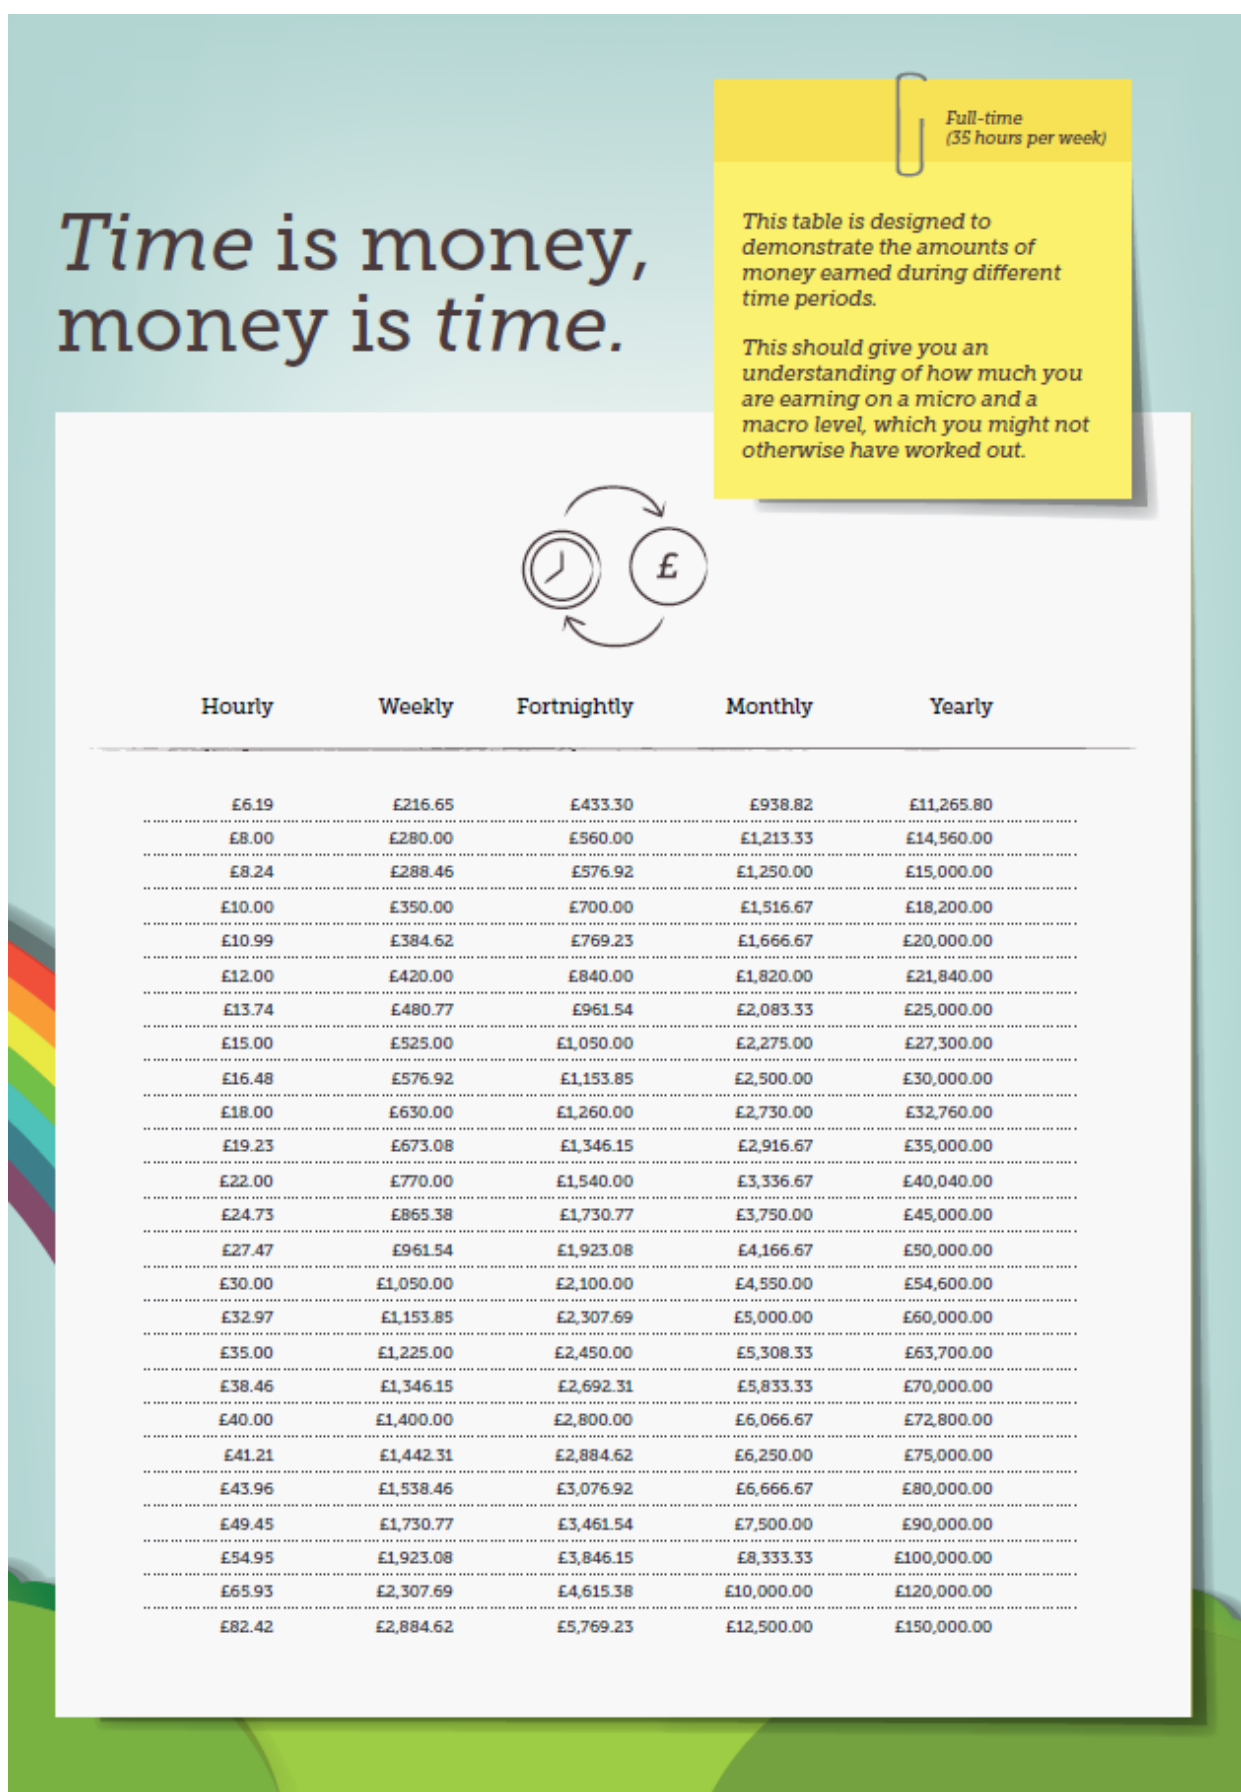 Full-time
(35 hours per week)
Time is money,
money is time.
This table is designed to
demonstrate the amounts of
money earned during different
time periods.
This should give you an
understanding of how much you
are earning on a micro and a
macro level, which you might not
otherwise have worked out.
£
Hourly Weekly Fortnightly Monthly Yearly
£6.19 £216.65 £433.30 £938.82 £11,265.80
£8.00 £280.00 £560.00 £1,213.33 £14,560.00
£8.24 £288.46 £576.92 £1,250.00 £15,000.00
£10.00 £350.00 £700.00 £1,516.67 £18,200.00
£10.99 £384.62 £769.23 £1,666.67 £20,000.00
£12.00 £420.00 £840.00 £1,820.00 £21,840.00
£13.74 £480.77 £961.54 £2,083.33 £25,000.00
£15.00 £525.00 £1,050.00 £2,275.00 £27,300.00
£16.48 £576.92 £1,153.85 £2,500.00 £30,000.00
£18.00 £630.00 £1,260.00 £2,730.00 £32,760.00
£19.23 £673.08 £1,346.15 £2,916.67 £35,000.00
£22.00 £770.00 £1,540.00 £3,336.67 £40,040.00
£24.73 £865.38 £1,730.77 £3,750.00 £45,000.00
£27.47 £961.54 £1,923.08 £4,166.67 £50,000.00
£30.00 £1,050.00 £2,100.00 £4,550.00 £54,600.00
£32.97 £1,153.85 £2,307.69 £5,000.00 £60,000.00
£35.00 £1,225.00 £2,450.00 £5,308.33 £63,700.00
£38.46 £1,346.15 £2,692.31 £5,833.33 £70,000.00
£40.00 £1,400.00 £2,800.00 £6,066.67 £72,800.00
£41.21 £1,442.31 £2,884.62 £6,250.00 £75,000.00
£43.96 £1,538.46 £3,076.92 £6,666.67 £80,000.00
£49.45 £1,730.77 £3,461.54 £7,500.00 £90,000.00
£54.95 £1,923.08 £3,846.15 £8,333.33 £100,000.00
£65.93 £2,307.69 £4,615.38 £10,000.00 £120,000.00
£82.42 £2,884.62 £5,769.23 £12,500.00 £150,000.00